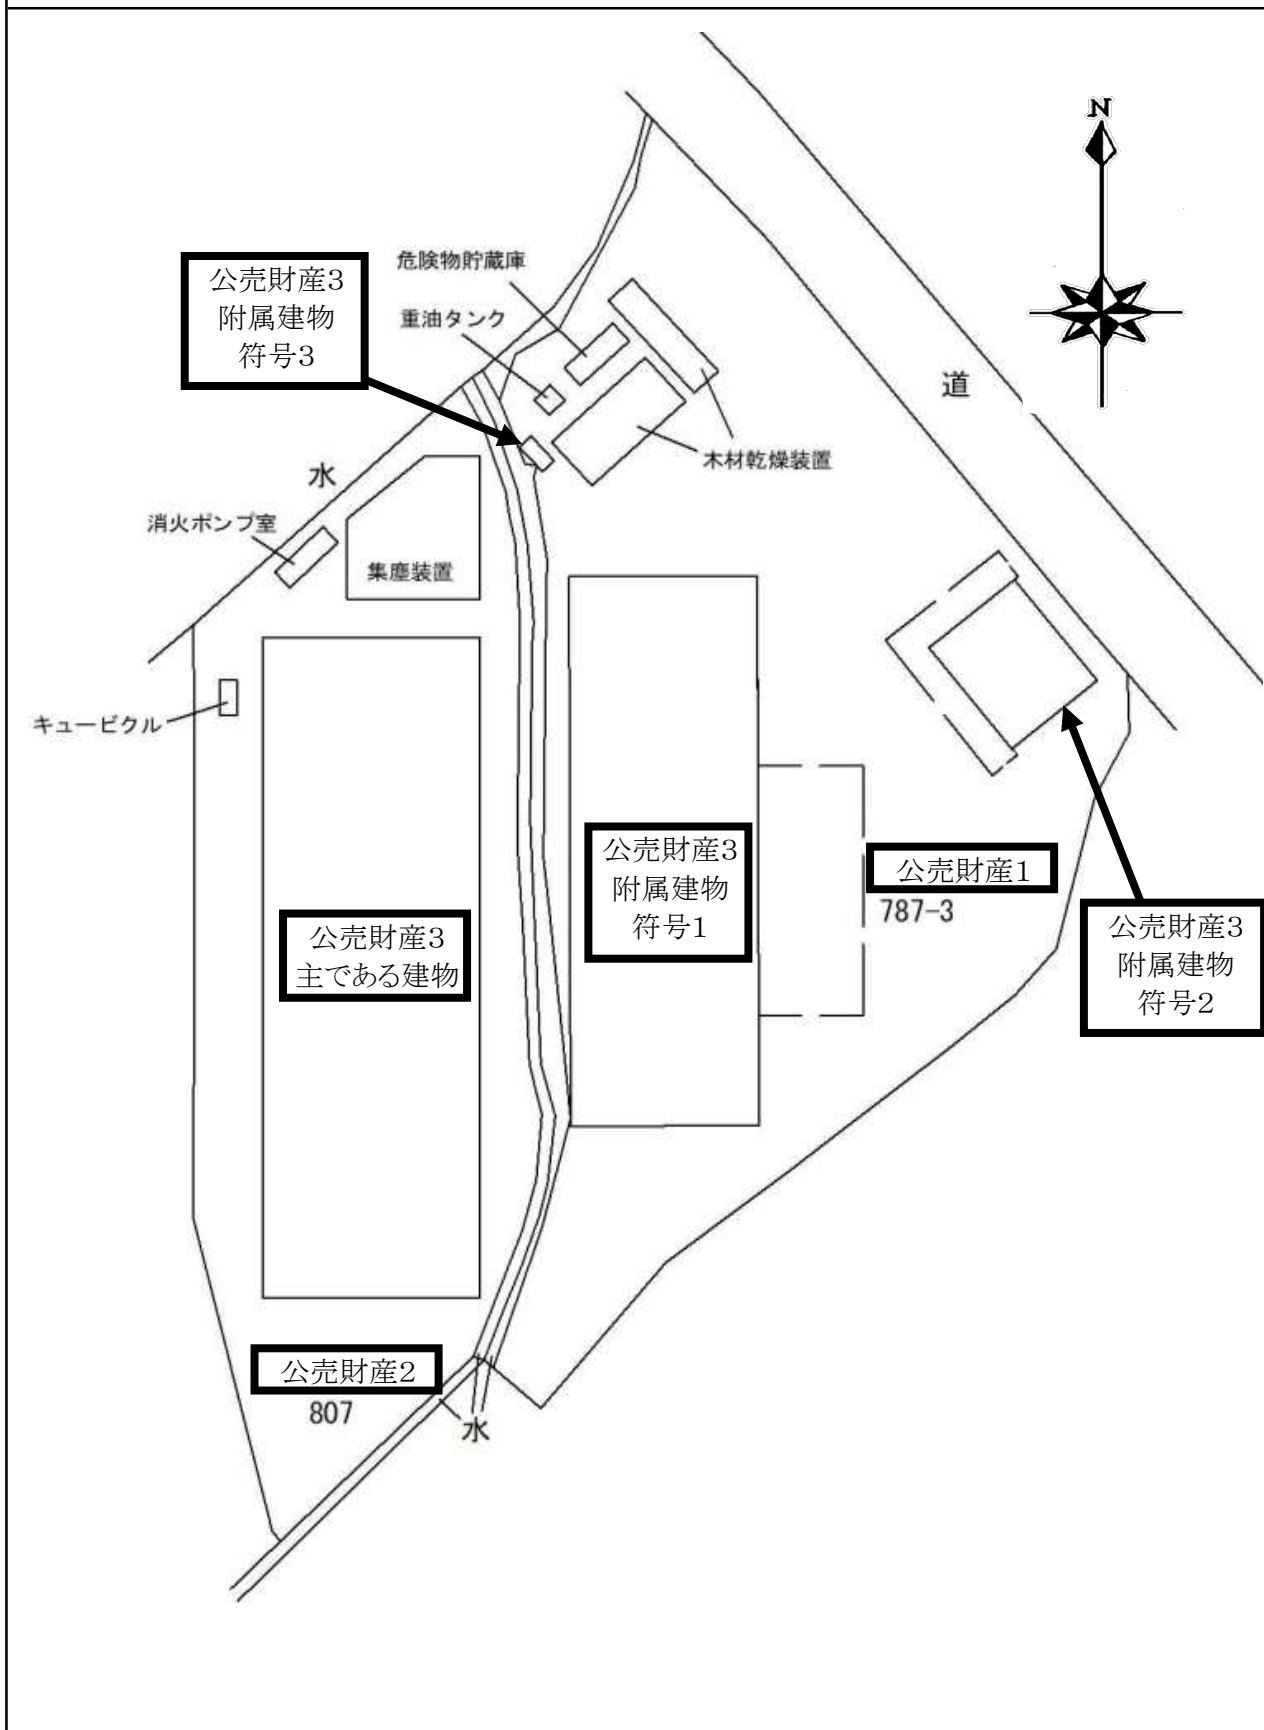 N
危険物貯蔵庫
公売財産3
附属建物
符号3
重油タンク
道
木材乾燥装置
水
消火ポンプ室
集塵装置
キュービクル
公売財産3
附属建物
符号1
公売財産1
787-3
公売財産3
主である建物
公売財産3
附属建物
符号2
公売財産2
807
水